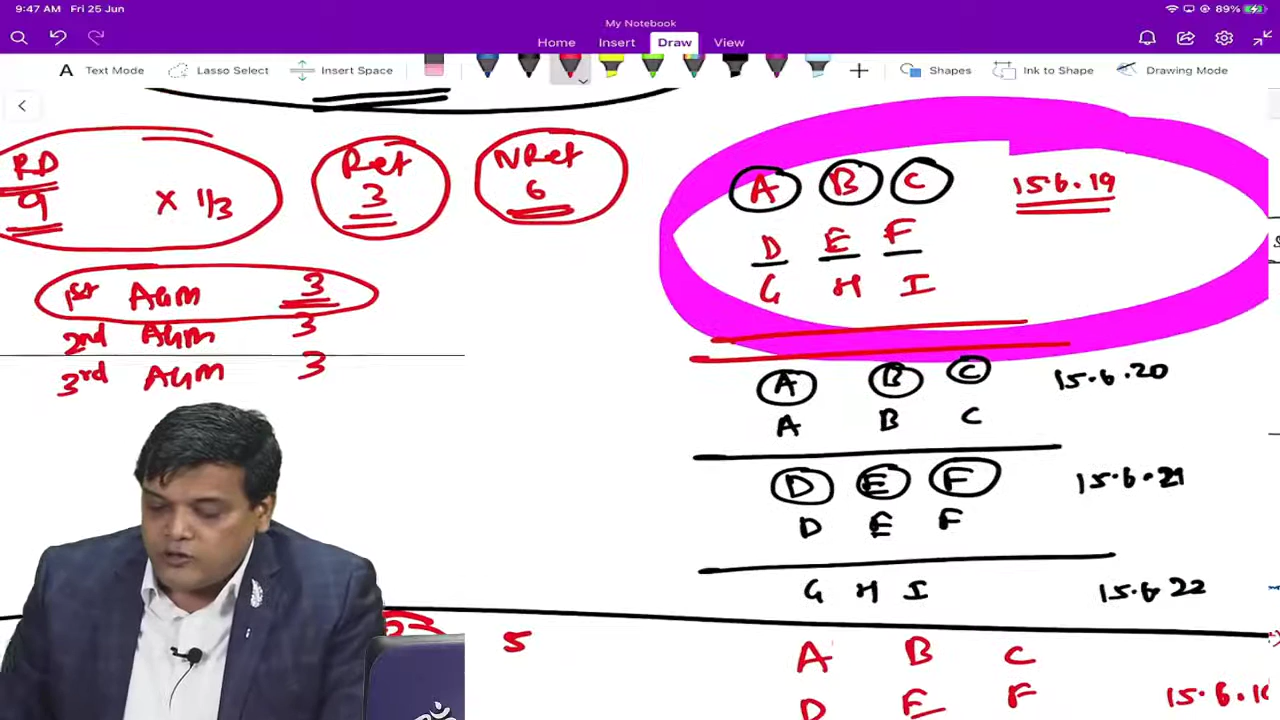 9:47 AM Fri 25 Jun
89%
My Notebook
Home Insert Draw View
A Text Mode Lasso Select Insert Space Shapes Ink to Shape Drawing Mode
RD
9 x 1/3
Ret
3
NRet
6
1st AGM 3
2nd AGM 3
3rd AGM 3
A B C 15.6.19
D E F
G H I
A B C 15.6.20
A B C
D E F 15.6.21
D E F
G H I 15.6.22
5
A B C
D E F